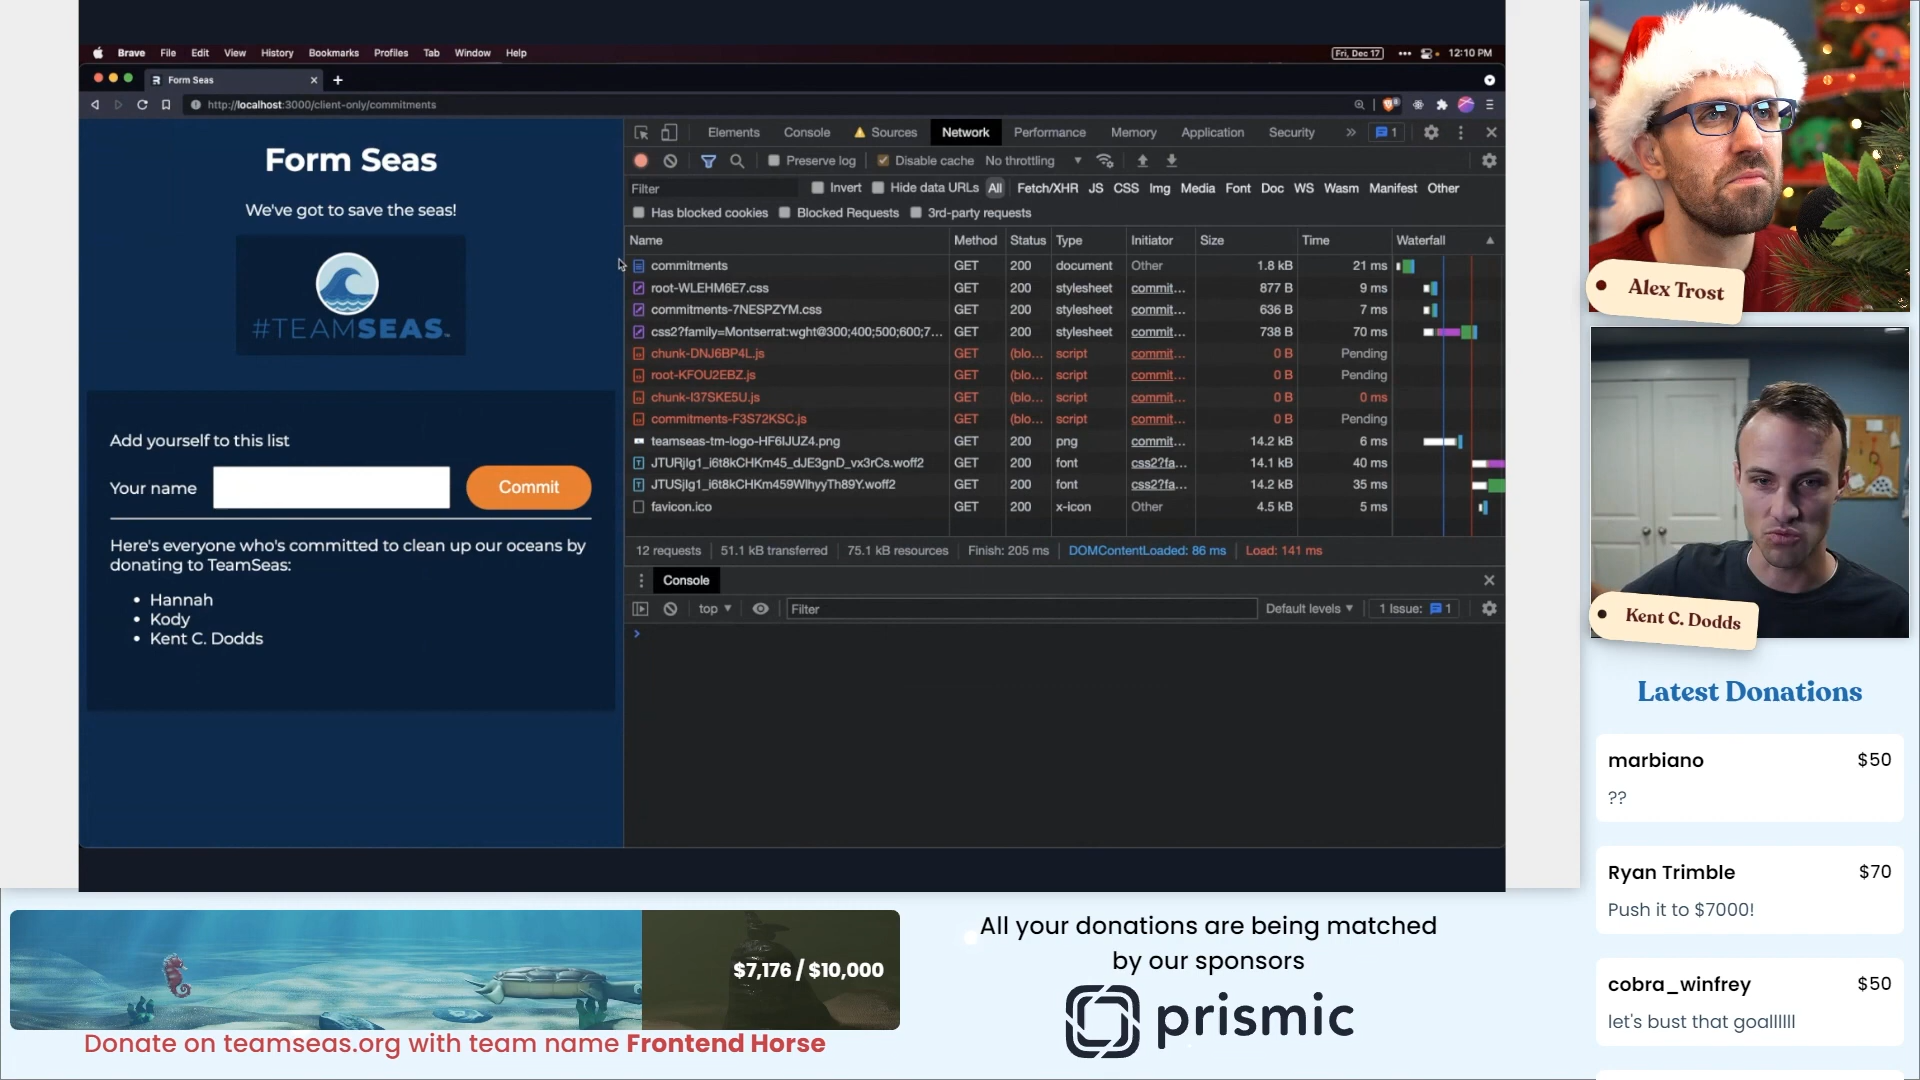 Brave File Edit View History Bookmarks Profiles Tab Window Help
Fri, Dec 17 12:10 PM
Form Seas
http://localhost:3000/client-only/commitments
Form Seas
We've got to save the seas!
#TEAMSEAS™
Add yourself to this list
Your name Commit
Here's everyone who's committed to clean up our oceans by
donating to TeamSeas:
• Hannah
• Kody
• Kent C. Dodds
Elements Console Sources Network Performance Memory Application Security » 1
Preserve log Disable cache No throttling
Filter Invert Hide data URLs All Fetch/XHR JS CSS Img Media Font Doc WS Wasm Manifest Other
Has blocked cookies Blocked Requests 3rd-party requests
Name Method Status Type Initiator Size Time Waterfall
commitments GET 200 document Other 1.8 kB 21 ms
root-WLEHM6E7.css GET 200 stylesheet commit... 877 B 9 ms
commitments-7NESPZYM.css GET 200 stylesheet commit... 636 B 7 ms
css2?family=Montserrat:wght@300;400;500;600;7... GET 200 stylesheet commit... 738 B 70 ms
chunk-DNJ6BP4L.js GET (blo... script commit... 0 B Pending
root-KFOU2EBZ.js GET (blo... script commit... 0 B Pending
chunk-I37SKE5U.js GET (blo... script commit... 0 B 0 ms
commitments-F3S72KSC.js GET (blo... script commit... 0 B Pending
teamseas-tm-logo-HF6IJUZ4.png GET 200 png commit... 14.2 kB 6 ms
JTURjIg1_i6t8kCHKm45_dJE3gnD_vx3rCs.woff2 GET 200 font css2?fa... 14.1 kB 40 ms
JTUSjIg1_i6t8kCHKm459WlhyyTh89Y.woff2 GET 200 font css2?fa... 14.2 kB 35 ms
favicon.ico GET 200 x-icon Other 4.5 kB 5 ms
12 requests 51.1 kB transferred 75.1 kB resources Finish: 205 ms DOMContentLoaded: 86 ms Load: 141 ms
Console
top Filter Default levels 1 Issue: 1
Alex Trost
Kent C. Dodds
Latest Donations
marbiano $50
??
Ryan Trimble $70
Push it to $7000!
cobra_winfrey $50
let's bust that goallllll
$7,176 / $10,000
Donate on teamseas.org with team name Frontend Horse
All your donations are being matched
by our sponsors
prismic